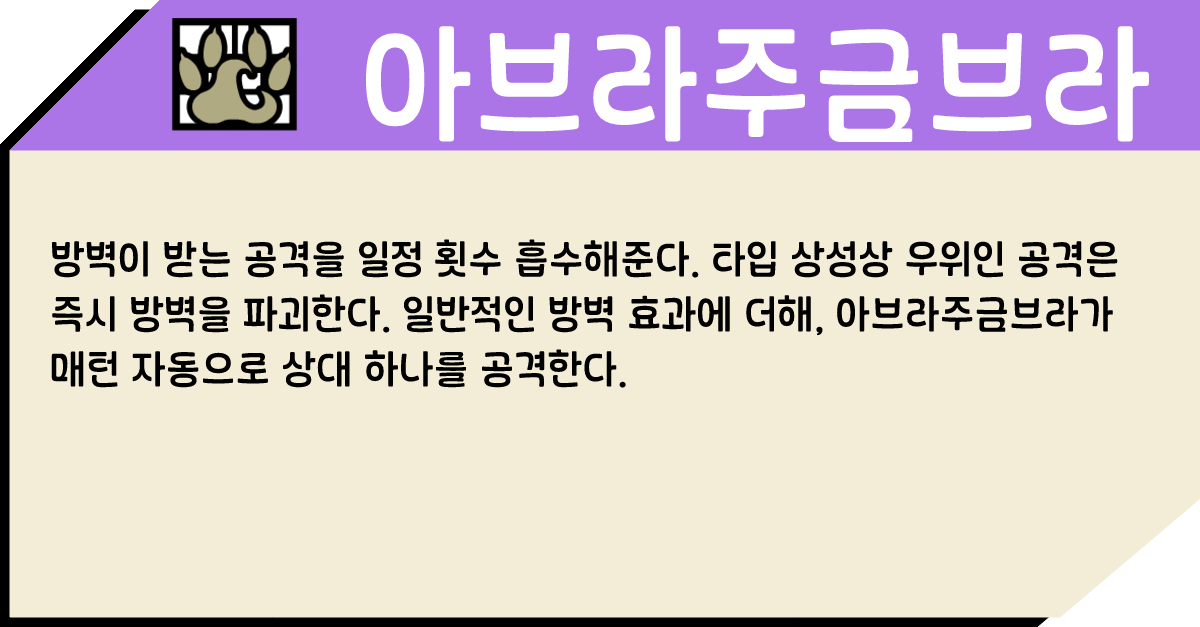 아브라주금브라
방벽이 받는 공격을 일정 횟수 흡수해준다. 타입 상성상 우위인 공격은
즉시 방벽을 파괴한다. 일반적인 방벽 효과에 더해, 아브라주금브라가
매턴 자동으로 상대 하나를 공격한다.